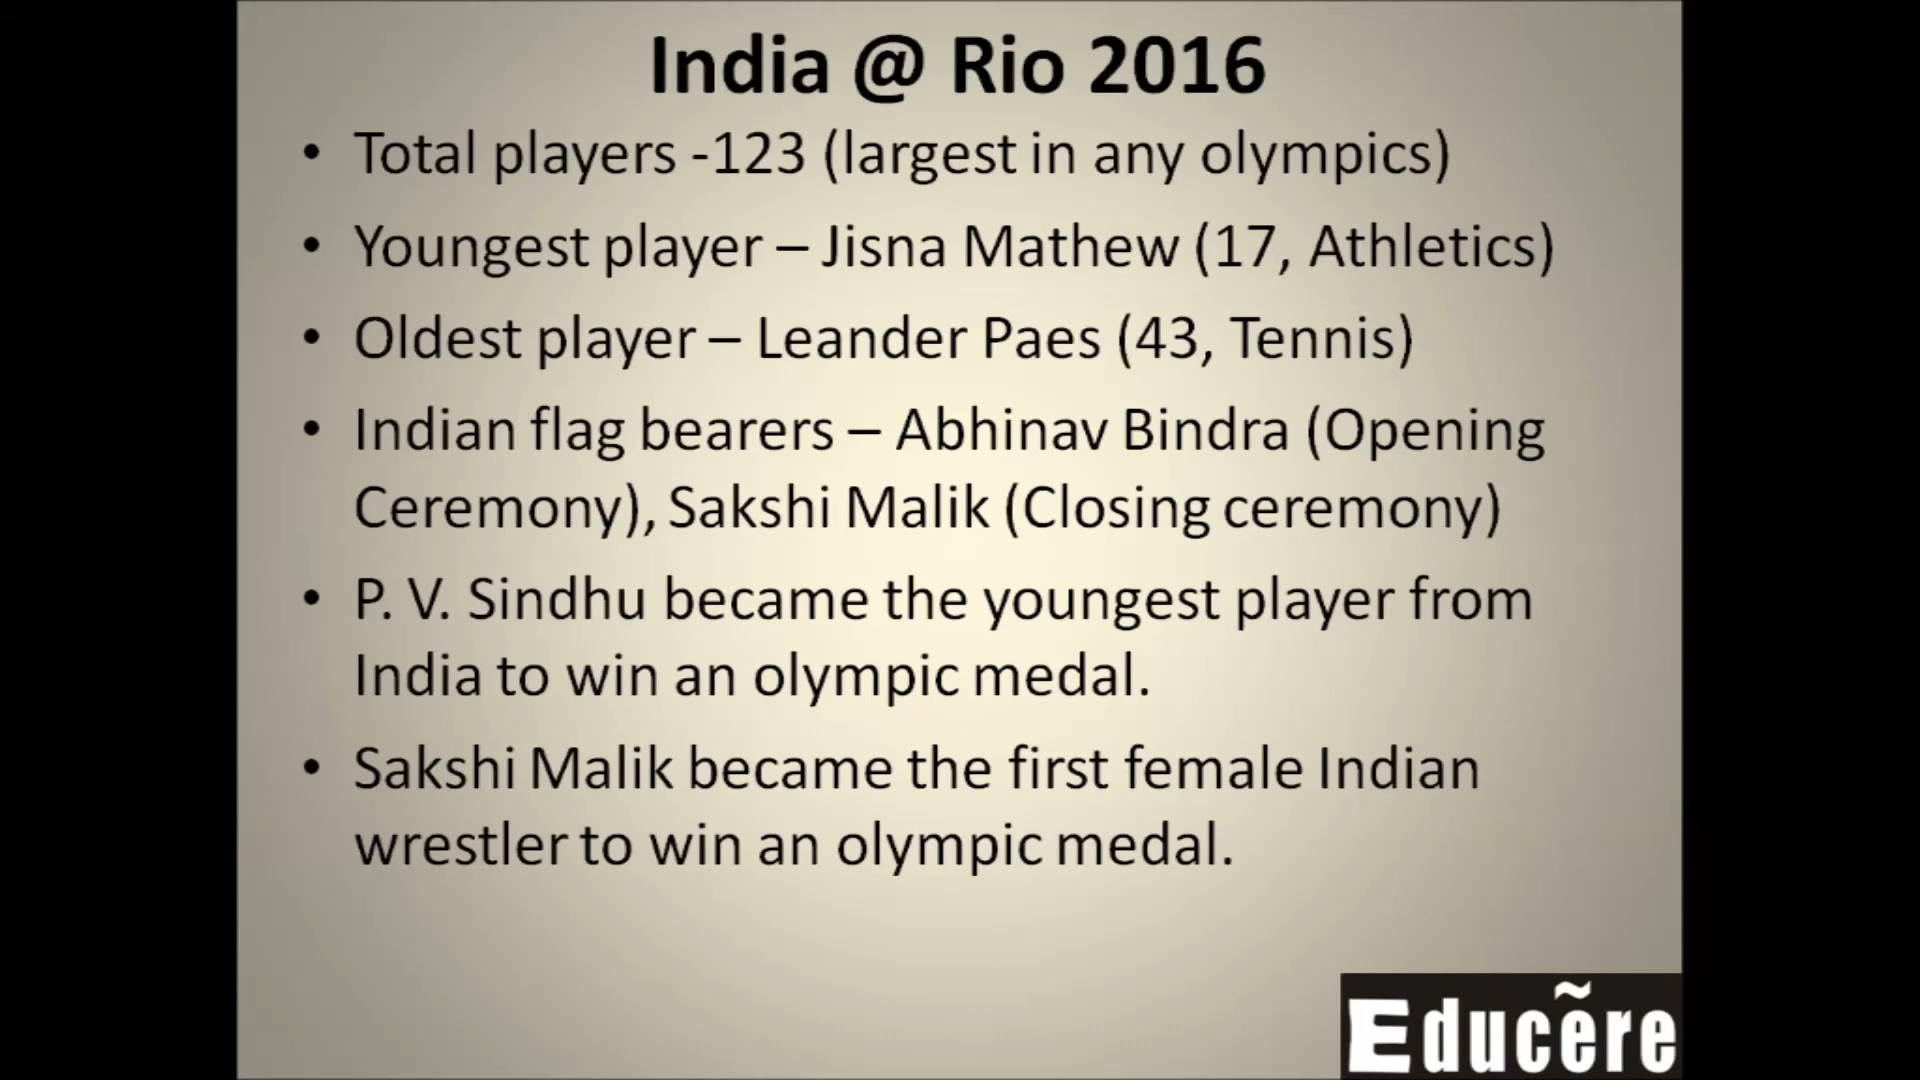 India @ Rio 2016
• Total players -123 (largest in any olympics)
• Youngest player – Jisna Mathew (17, Athletics)
• Oldest player – Leander Paes (43, Tennis)
• Indian flag bearers – Abhinav Bindra (Opening
Ceremony), Sakshi Malik (Closing ceremony)
• P. V. Sindhu became the youngest player from
India to win an olympic medal.
• Sakshi Malik became the first female Indian
wrestler to win an olympic medal.
Educẽre